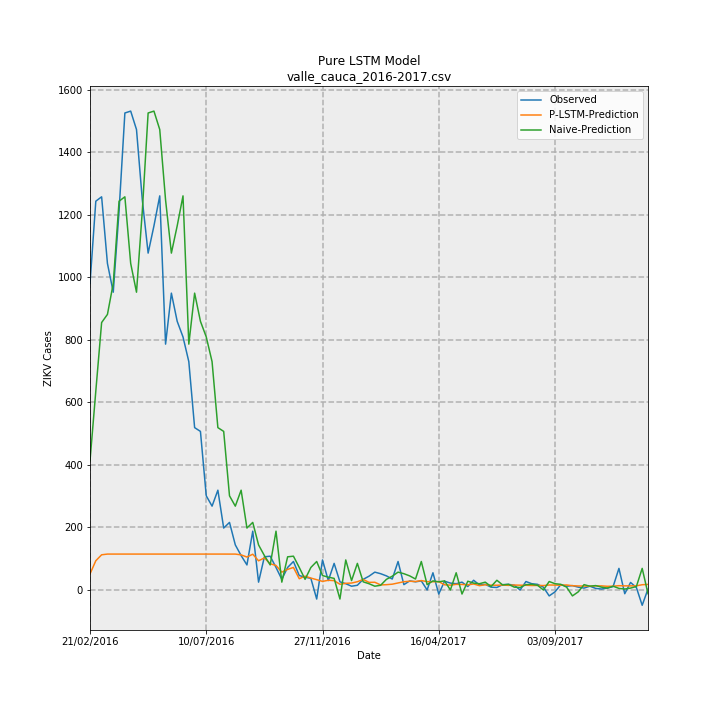 Pure LSTM Model
valle_cauca_2016-2017.csv
Observed
P-LSTM-Prediction
Naive-Prediction
1600
1400
1200
1000
800
600
400
200
0
ZIKV Cases
21/02/2016 10/07/2016 27/11/2016 16/04/2017 03/09/2017
Date